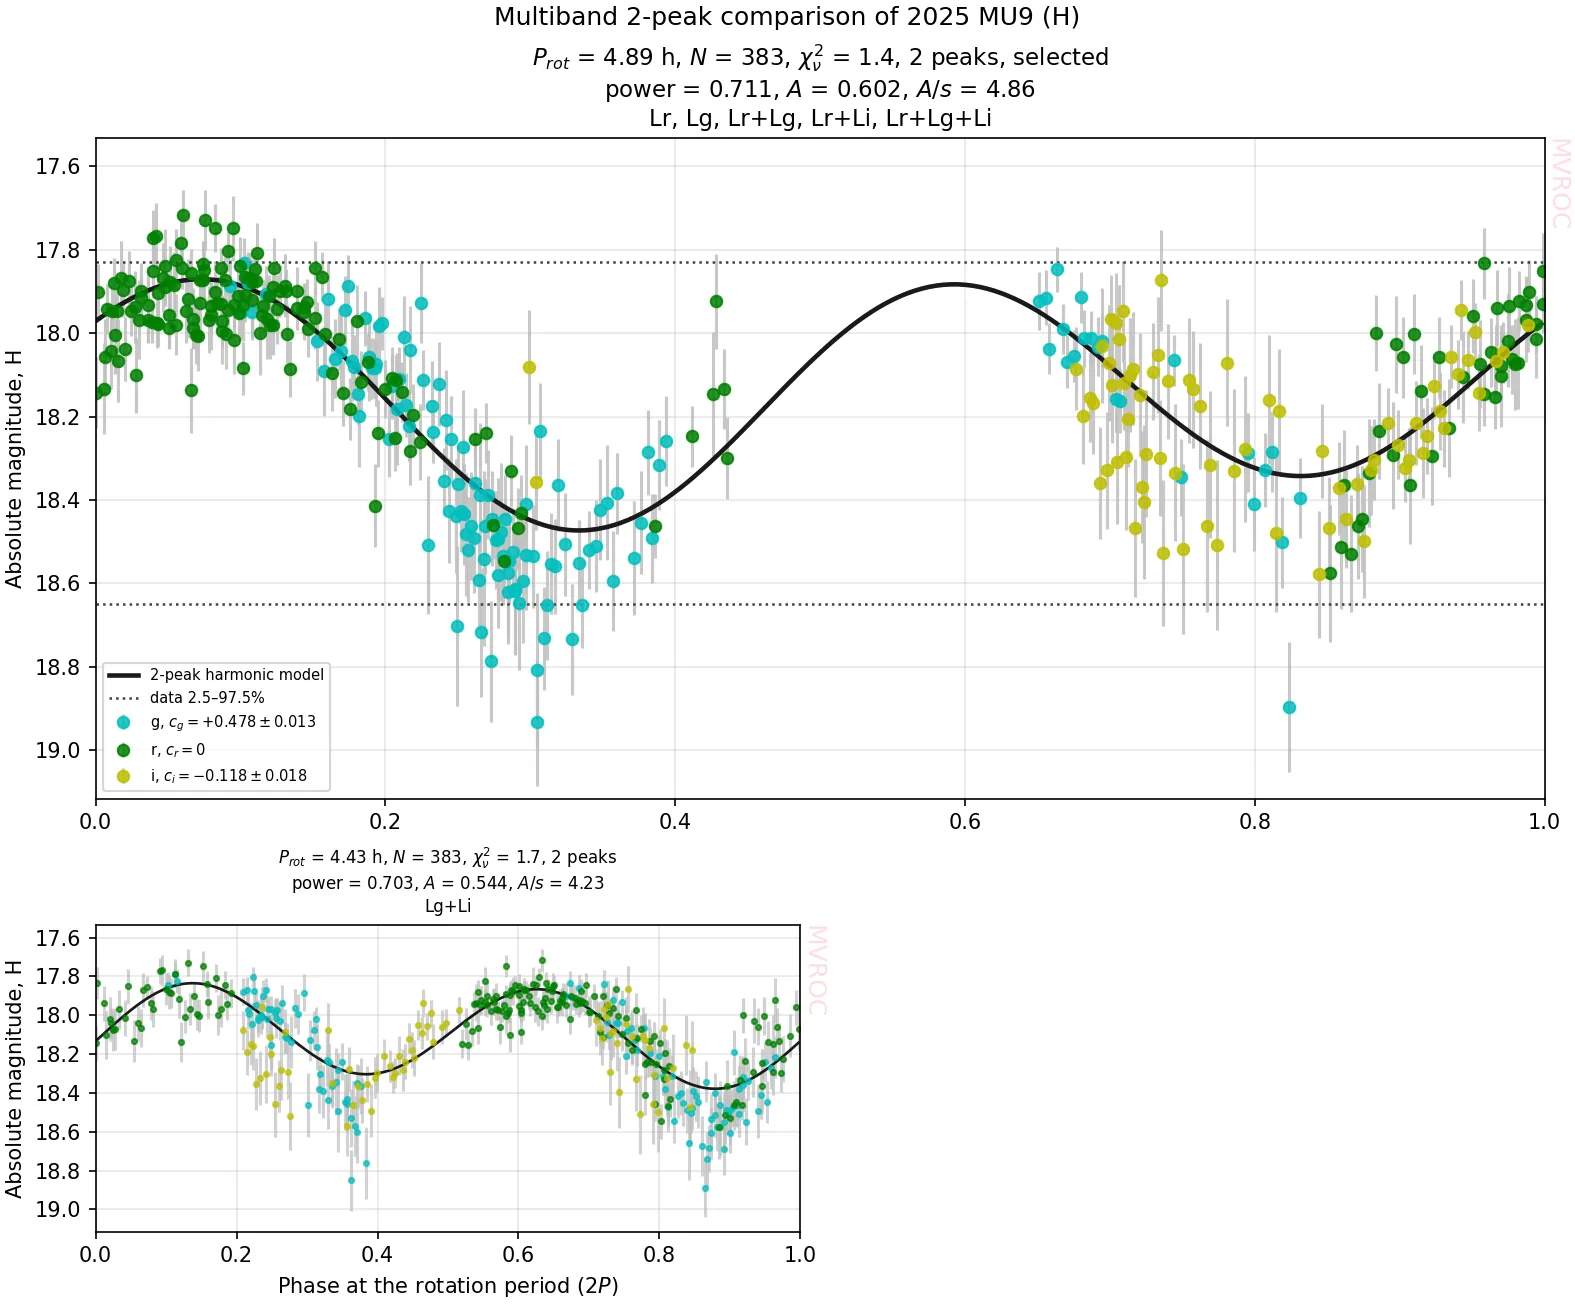 Multiband 2-peak comparison of 2025 MU9 (H)
P_rot = 4.89 h, N = 383, χ²_ν = 1.4, 2 peaks, selected
power = 0.711, A = 0.602, A/s = 4.86
Lr, Lg, Lr+Lg, Lr+Li, Lr+Lg+Li
MVROC
Absolute magnitude, H
17.6
17.8
18.0
18.2
18.4
18.6
18.8
19.0
2-peak harmonic model
data 2.5–97.5%
g, c_g = +0.478 ± 0.013
r, c_r = 0
i, c_i = −0.118 ± 0.018
0.0 0.2 0.4 0.6 0.8 1.0
P_rot = 4.43 h, N = 383, χ²_ν = 1.7, 2 peaks
power = 0.703, A = 0.544, A/s = 4.23
Lg+Li
MVROC
Absolute magnitude, H
17.6
17.8
18.0
18.2
18.4
18.6
18.8
19.0
0.0 0.2 0.4 0.6 0.8 1.0
Phase at the rotation period (2P)